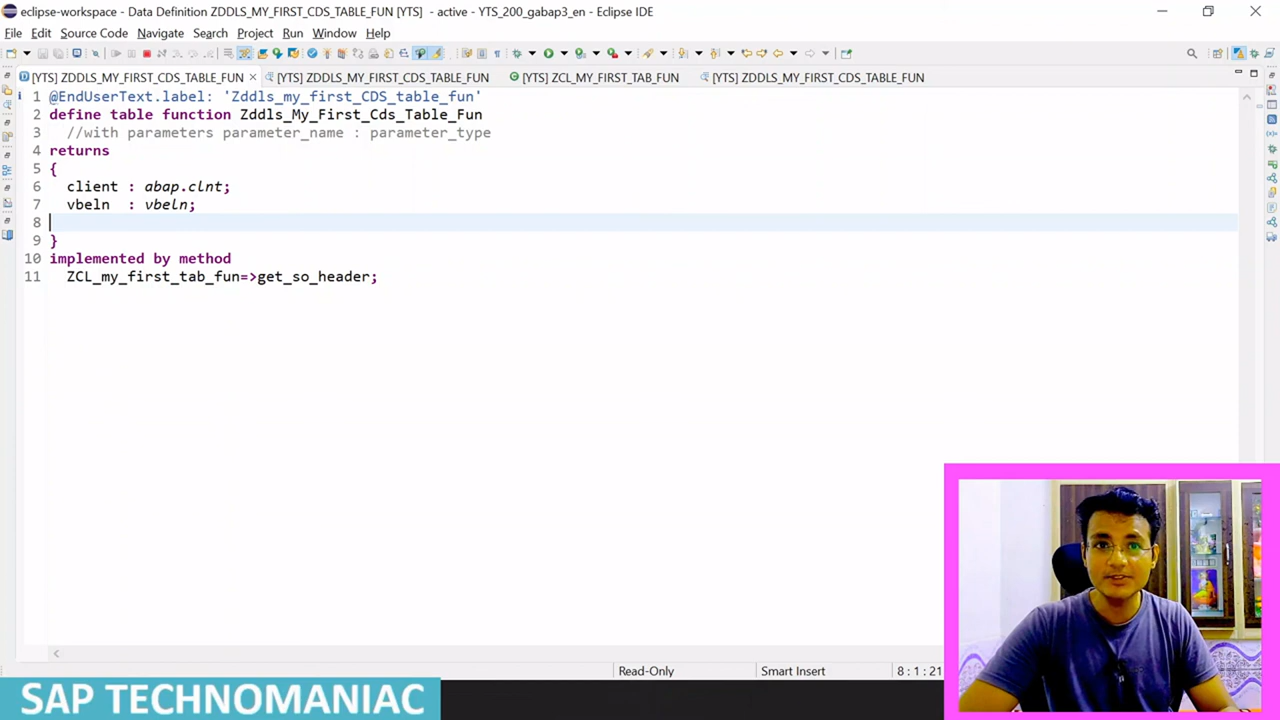 eclipse-workspace - Data Definition ZDDLS_MY_FIRST_CDS_TABLE_FUN [YTS] - active - YTS_200_gabap3_en - Eclipse IDE
File Edit Source Code Navigate Search Project Run Window Help
[YTS] ZDDLS_MY_FIRST_CDS_TABLE_FUN [YTS] ZDDLS_MY_FIRST_CDS_TABLE_FUN [YTS] ZCL_MY_FIRST_TAB_FUN [YTS] ZDDLS_MY_FIRST_CDS_TABLE_FUN
1 @EndUserText.label: 'Zddls_my_first_CDS_table_fun'
2 define table function Zddls_My_First_Cds_Table_Fun
3 //with parameters parameter_name : parameter_type
4 returns
5 {
6 client : abap.clnt;
7 vbeln : vbeln;
8
9 }
10 implemented by method
11 ZCL_my_first_tab_fun=>get_so_header;
Read-Only Smart Insert 8 : 1 : 21
SAP TECHNOMANIAC